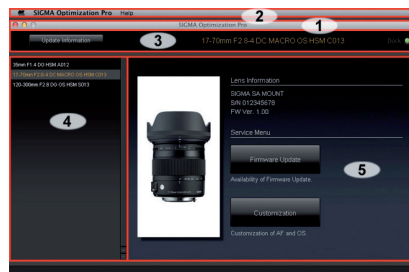 SIGMA Optimization Pro Help
2
SIGMA Optimization Pro
1
Update Information
3
17-70mm F2.8-4 DC MACRO OS HSM C013
Dock
35mm F1.4 DG HSM A012
17-70mm F2.8-4 DC MACRO OS HSM C013
120-300mm F2.8 DG OS HSM S013
4
Lens Information
SIGMA SA MOUNT
S/N 012345678
FW Ver. 1.00
Service Menu
Firmware Update
5
Availability of Firmware Update.
Customization
Customization of AF and OS.